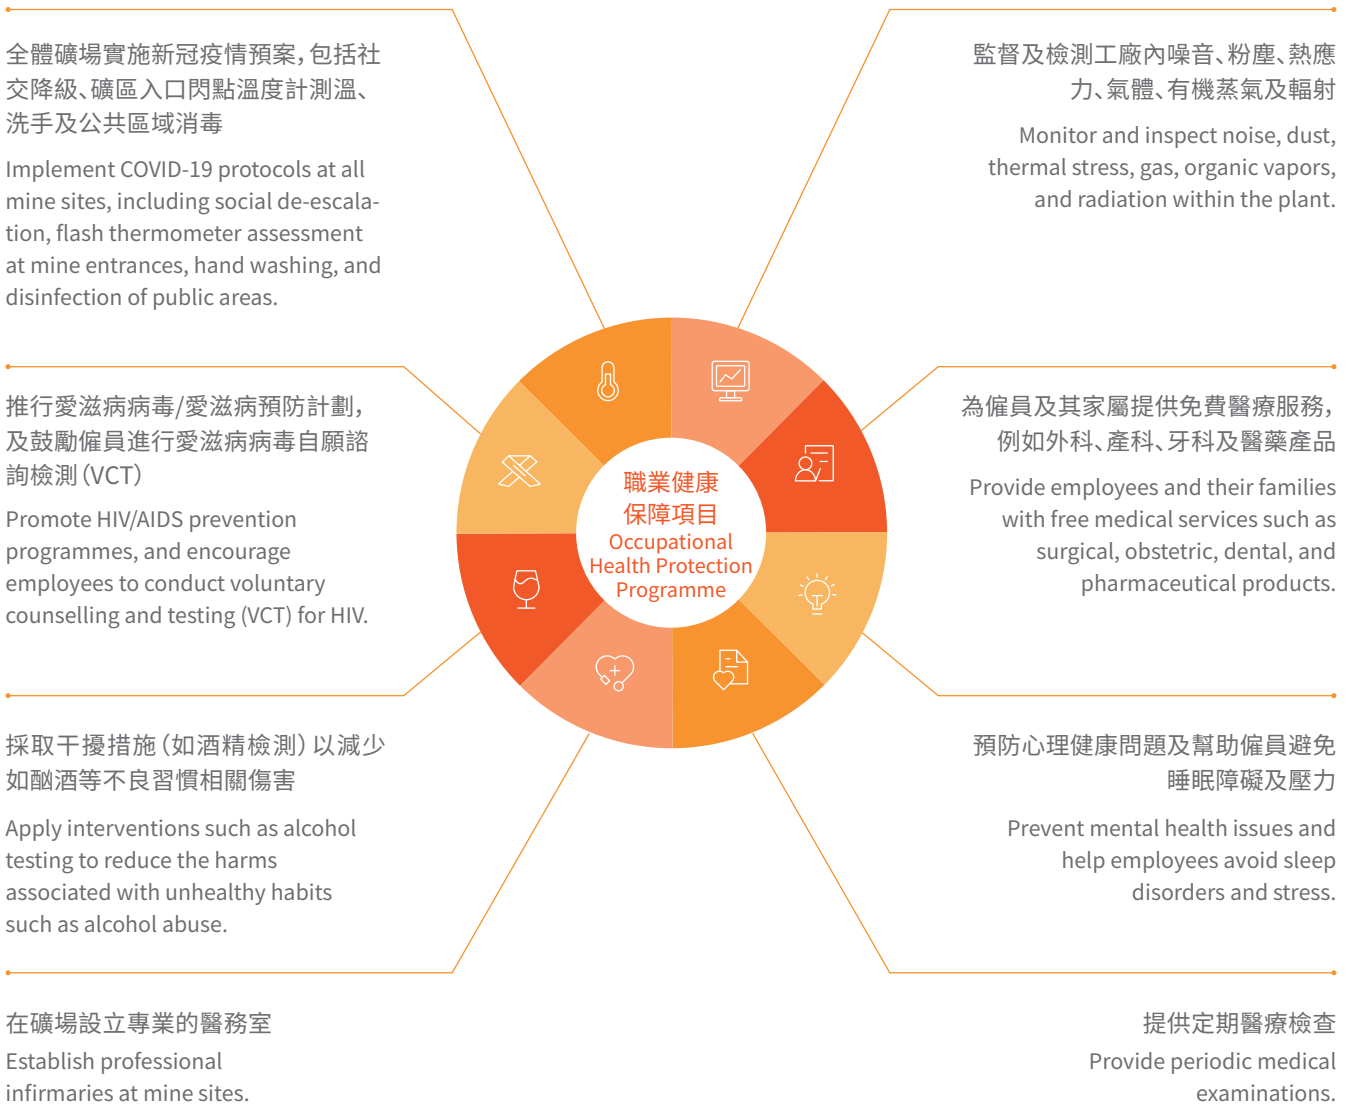 全體礦場實施新冠疫情預案，包括社
交降級、礦區入口閃點溫度計測溫、
洗手及公共區域消毒
Implement COVID-19 protocols at all
mine sites, including social de-escala-
tion, flash thermometer assessment
at mine entrances, hand washing, and
disinfection of public areas.
監督及檢測工廠內噪音、粉塵、熱應
力、氣體、有機蒸氣及輻射
Monitor and inspect noise, dust,
thermal stress, gas, organic vapors,
and radiation within the plant.
推行愛滋病病毒/愛滋病預防計劃，
及鼓勵僱員進行愛滋病病毒自願諮
詢檢測（VCT）
Promote HIV/AIDS prevention
programmes, and encourage
employees to conduct voluntary
counselling and testing (VCT) for HIV.
為僱員及其家屬提供免費醫療服務，
例如外科、產科、牙科及醫藥產品
Provide employees and their families
with free medical services such as
surgical, obstetric, dental, and
pharmaceutical products.
職業健康
保障項目
Occupational
Health Protection
Programme
採取干擾措施（如酒精檢測）以減少
如酗酒等不良習慣相關傷害
Apply interventions such as alcohol
testing to reduce the harms
associated with unhealthy habits
such as alcohol abuse.
預防心理健康問題及幫助僱員避免
睡眠障礙及壓力
Prevent mental health issues and
help employees avoid sleep
disorders and stress.
在礦場設立專業的醫務室
Establish professional
infirmaries at mine sites.
提供定期醫療檢查
Provide periodic medical
examinations.